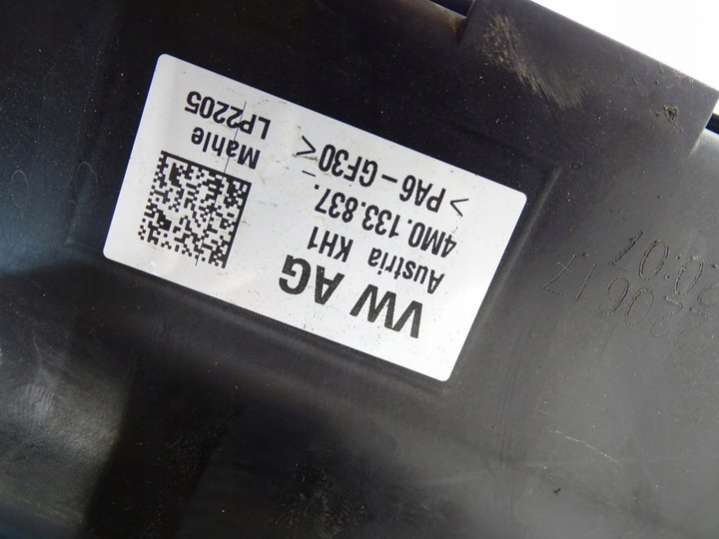 VW AG
Austria KH1
4M0.133.837.
>PA6-GF30<
Mahle
LP2205